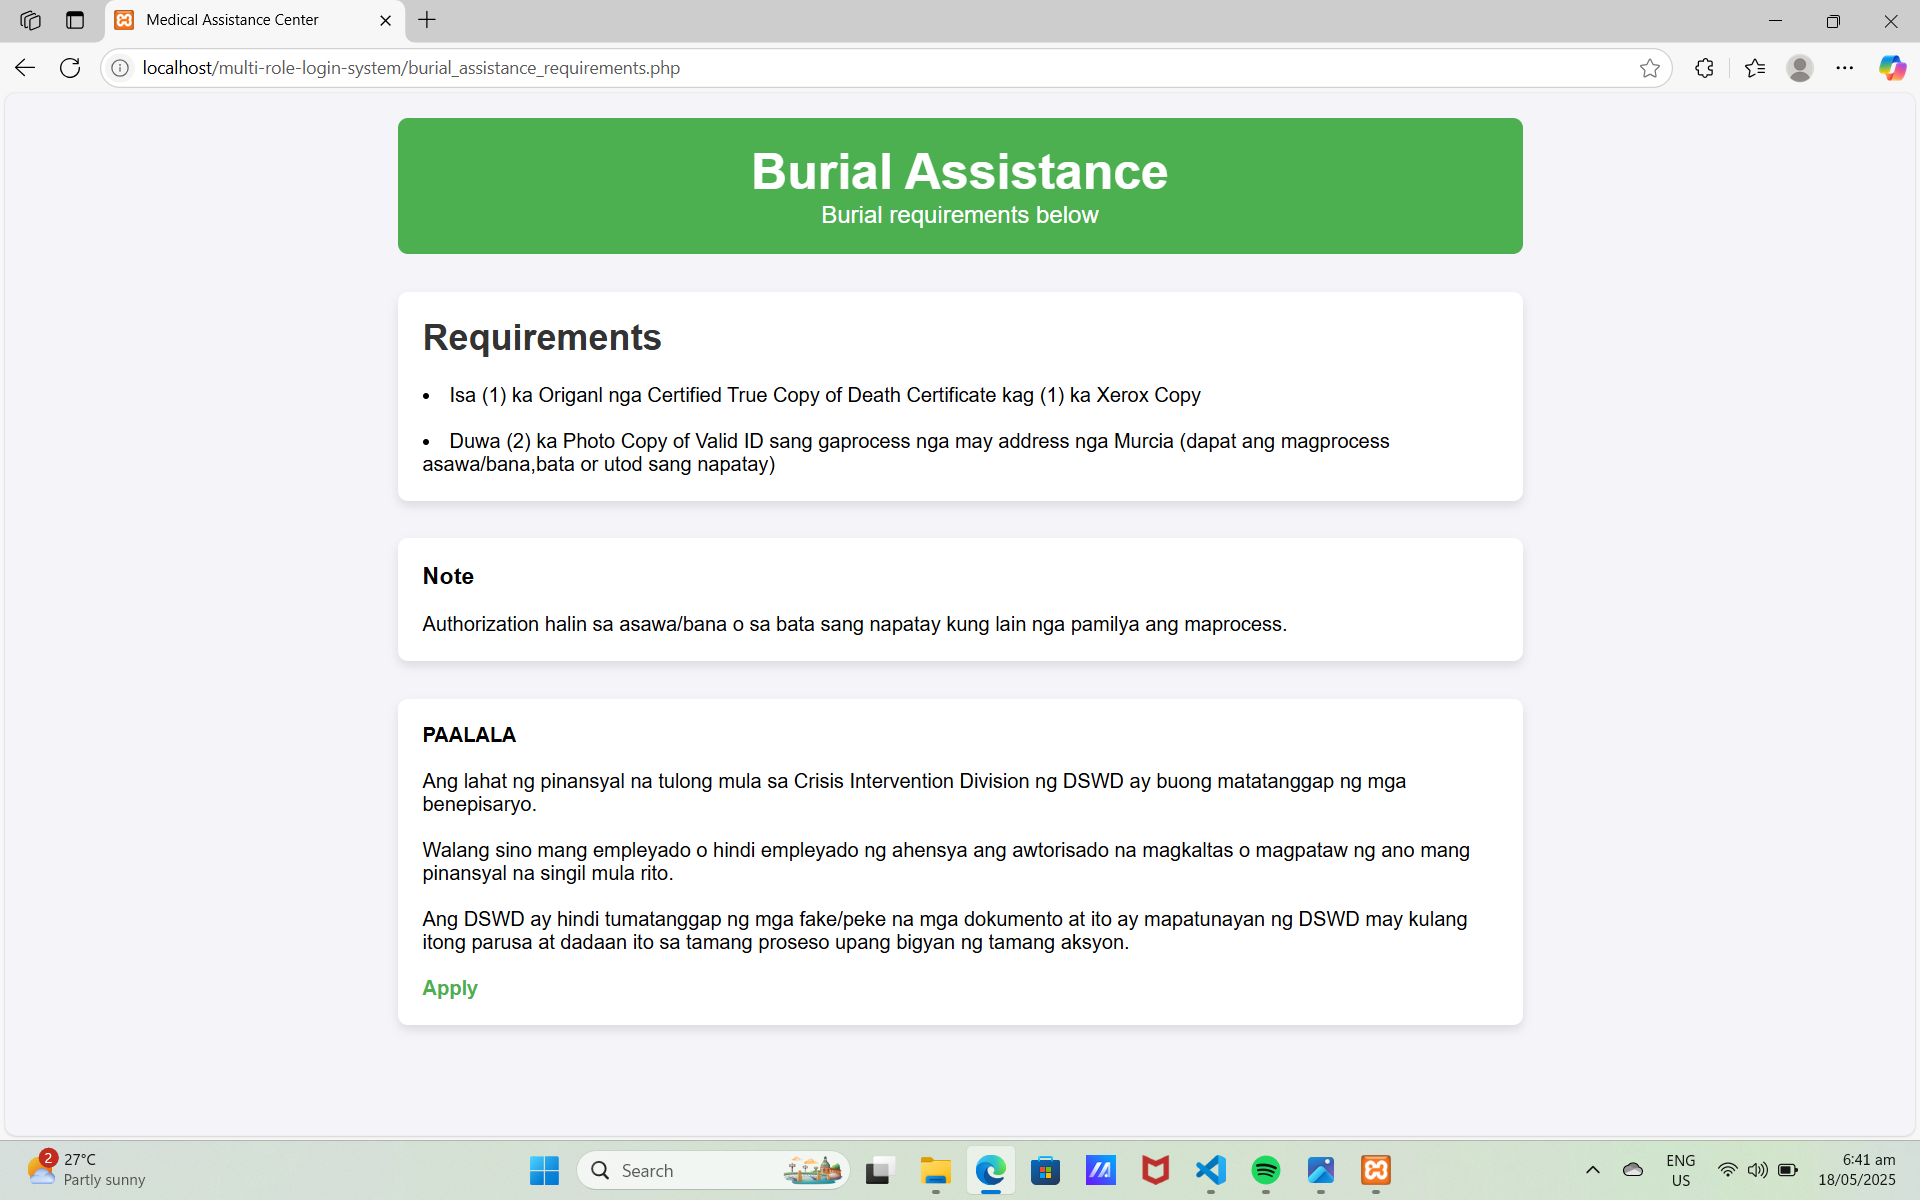 Medical Assistance Center
localhost/multi-role-login-system/burial_assistance_requirements.php
Burial Assistance
Burial requirements below
Requirements
• Isa (1) ka Origanl nga Certified True Copy of Death Certificate kag (1) ka Xerox Copy
• Duwa (2) ka Photo Copy of Valid ID sang gaprocess nga may address nga Murcia (dapat ang magprocess
asawa/bana,bata or utod sang napatay)
Note
Authorization halin sa asawa/bana o sa bata sang napatay kung lain nga pamilya ang maprocess.
PAALALA
Ang lahat ng pinansyal na tulong mula sa Crisis Intervention Division ng DSWD ay buong matatanggap ng mga
benepisaryo.
Walang sino mang empleyado o hindi empleyado ng ahensya ang awtorisado na magkaltas o magpataw ng ano mang
pinansyal na singil mula rito.
Ang DSWD ay hindi tumatanggap ng mga fake/peke na mga dokumento at ito ay mapatunayan ng DSWD may kulang
itong parusa at dadaan ito sa tamang proseso upang bigyan ng tamang aksyon.
Apply
2
27°C
Partly sunny
Search
ENG
US
6:41 am
18/05/2025